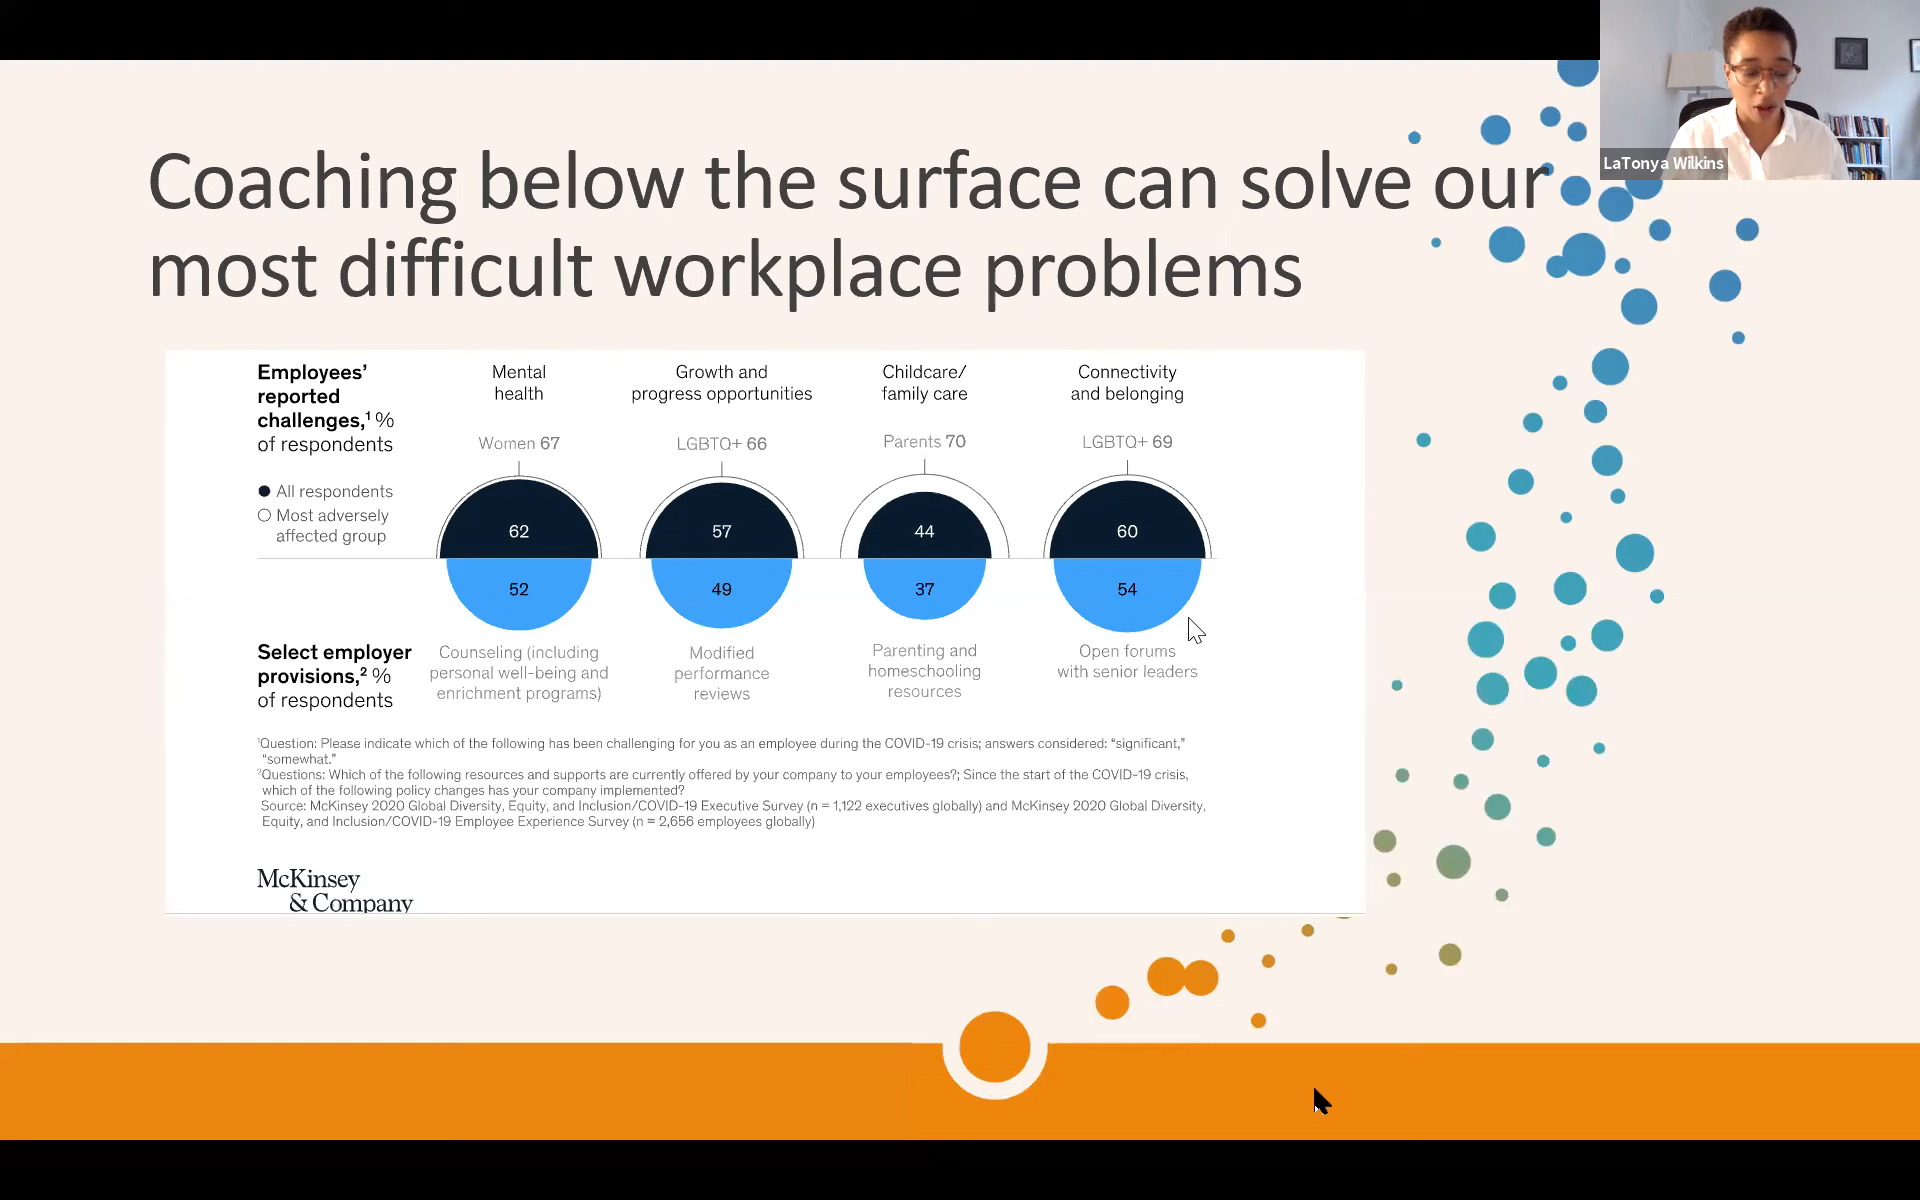 LaTonya Wilkins
Coaching below the surface can solve our
most difficult workplace problems
Employees’
reported
challenges,¹ %
of respondents
All respondents
Most adversely
affected group
Mental
health
Women 67
62
52
Counseling (including
personal well-being and
enrichment programs)
Growth and
progress opportunities
LGBTQ+ 66
57
49
Modified
performance
reviews
Childcare/
family care
Parents 70
44
37
Parenting and
homeschooling
resources
Connectivity
and belonging
LGBTQ+ 69
60
54
Open forums
with senior leaders
Select employer
provisions,² %
of respondents
¹Question: Please indicate which of the following has been challenging for you as an employee during the COVID-19 crisis; answers considered: “significant,”
“somewhat.”
²Questions: Which of the following resources and supports are currently offered by your company to your employees?; Since the start of the COVID-19 crisis,
which of the following policy changes has your company implemented?
Source: McKinsey 2020 Global Diversity, Equity, and Inclusion/COVID-19 Executive Survey (n = 1,122 executives globally) and McKinsey 2020 Global Diversity,
Equity, and Inclusion/COVID-19 Employee Experience Survey (n = 2,656 employees globally)
McKinsey
& Company